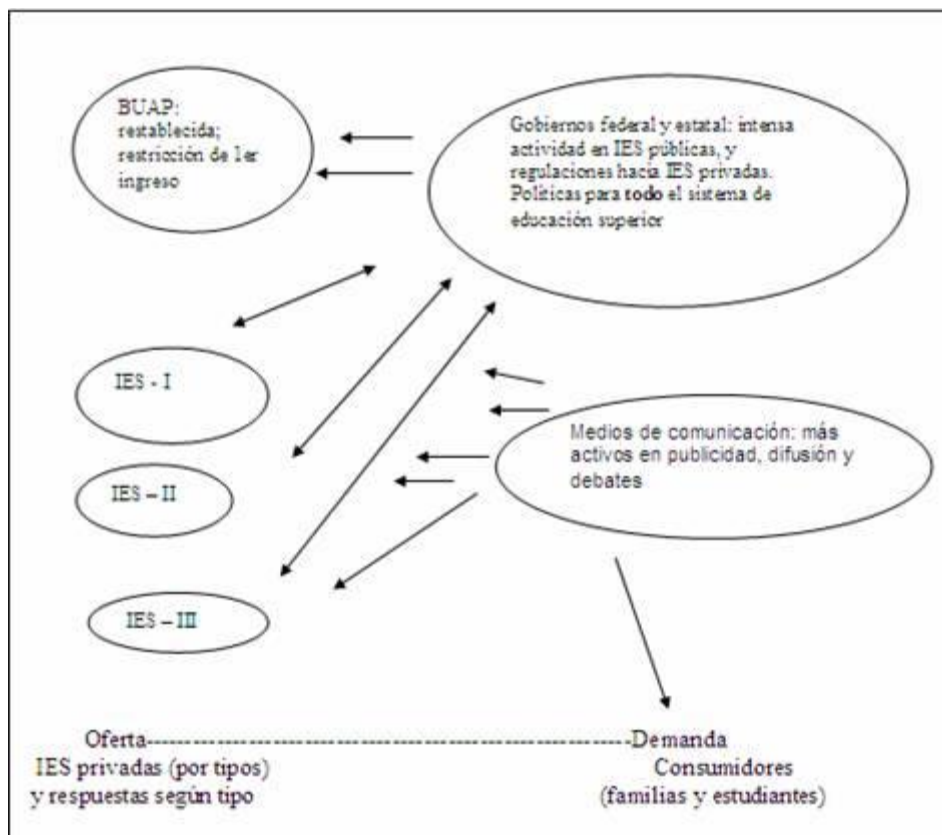 BUAP:
restablecida;
restricción de 1er
ingreso
Gobiernos federal y estatal: intensa
actividad en IES públicas, y
regulaciones hacia IES privadas.
Políticas para todo el sistema de
educación superior
IES - I
IES – II
IES – III
Medios de comunicación: más
activos en publicidad, difusión y
debates
Oferta-----------------------------------------------------Demanda
IES privadas (por tipos)
y respuestas según tipo
Consumidores
(familias y estudiantes)